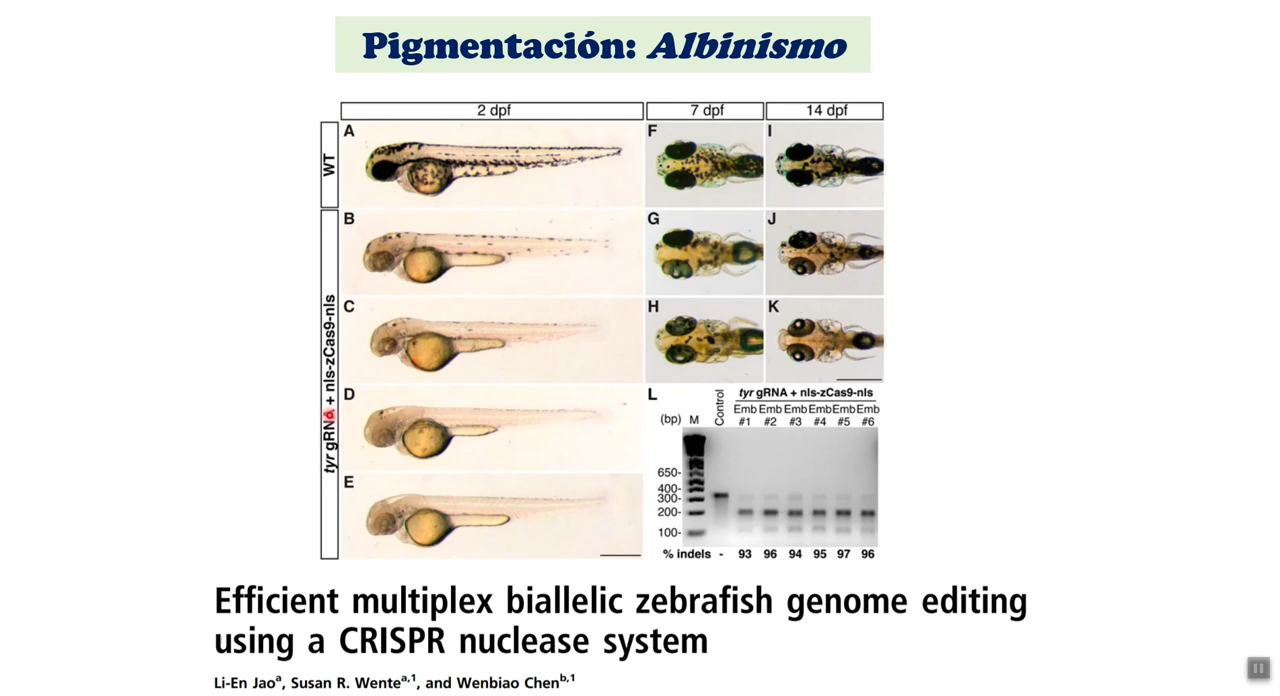 Pigmentación: Albinismo
2 dpf
7 dpf
14 dpf
WT
tyr gRNA + nls-zCas9-nls
A
B
C
D
E
F
G
H
I
J
K
L
tyr gRNA + nls-zCas9-nls
(bp) M Control Emb #1 Emb #2 Emb #3 Emb #4 Emb #5 Emb #6
650-
400-
300-
200-
100-
% indels - 93 96 94 95 97 96
Efficient multiplex biallelic zebrafish genome editing
using a CRISPR nuclease system
Li-En Jaoa, Susan R. Wentea,1, and Wenbiao Chenb,1